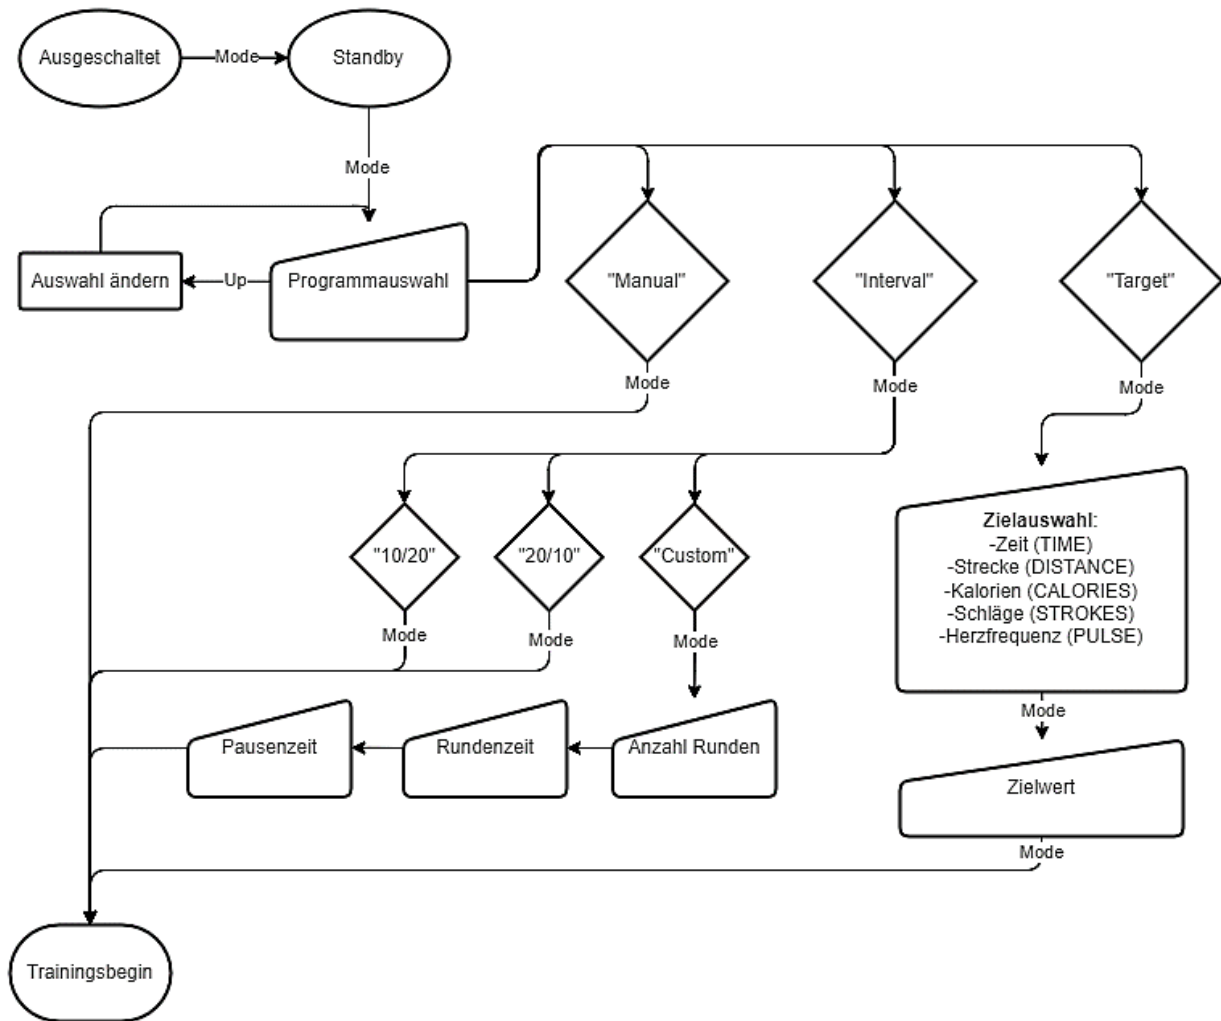 Ausgeschaltet
Mode
Standby
Mode
Auswahl ändern
Up
Programmauswahl
"Manual"
"Interval"
"Target"
Mode
Mode
Mode
"10/20"
"20/10"
"Custom"
Mode
Mode
Mode
Zielauswahl:
-Zeit (TIME)
-Strecke (DISTANCE)
-Kalorien (CALORIES)
-Schläge (STROKES)
-Herzfrequenz (PULSE)
Mode
Pausenzeit
Rundenzeit
Anzahl Runden
Zielwert
Mode
Trainingsbegin